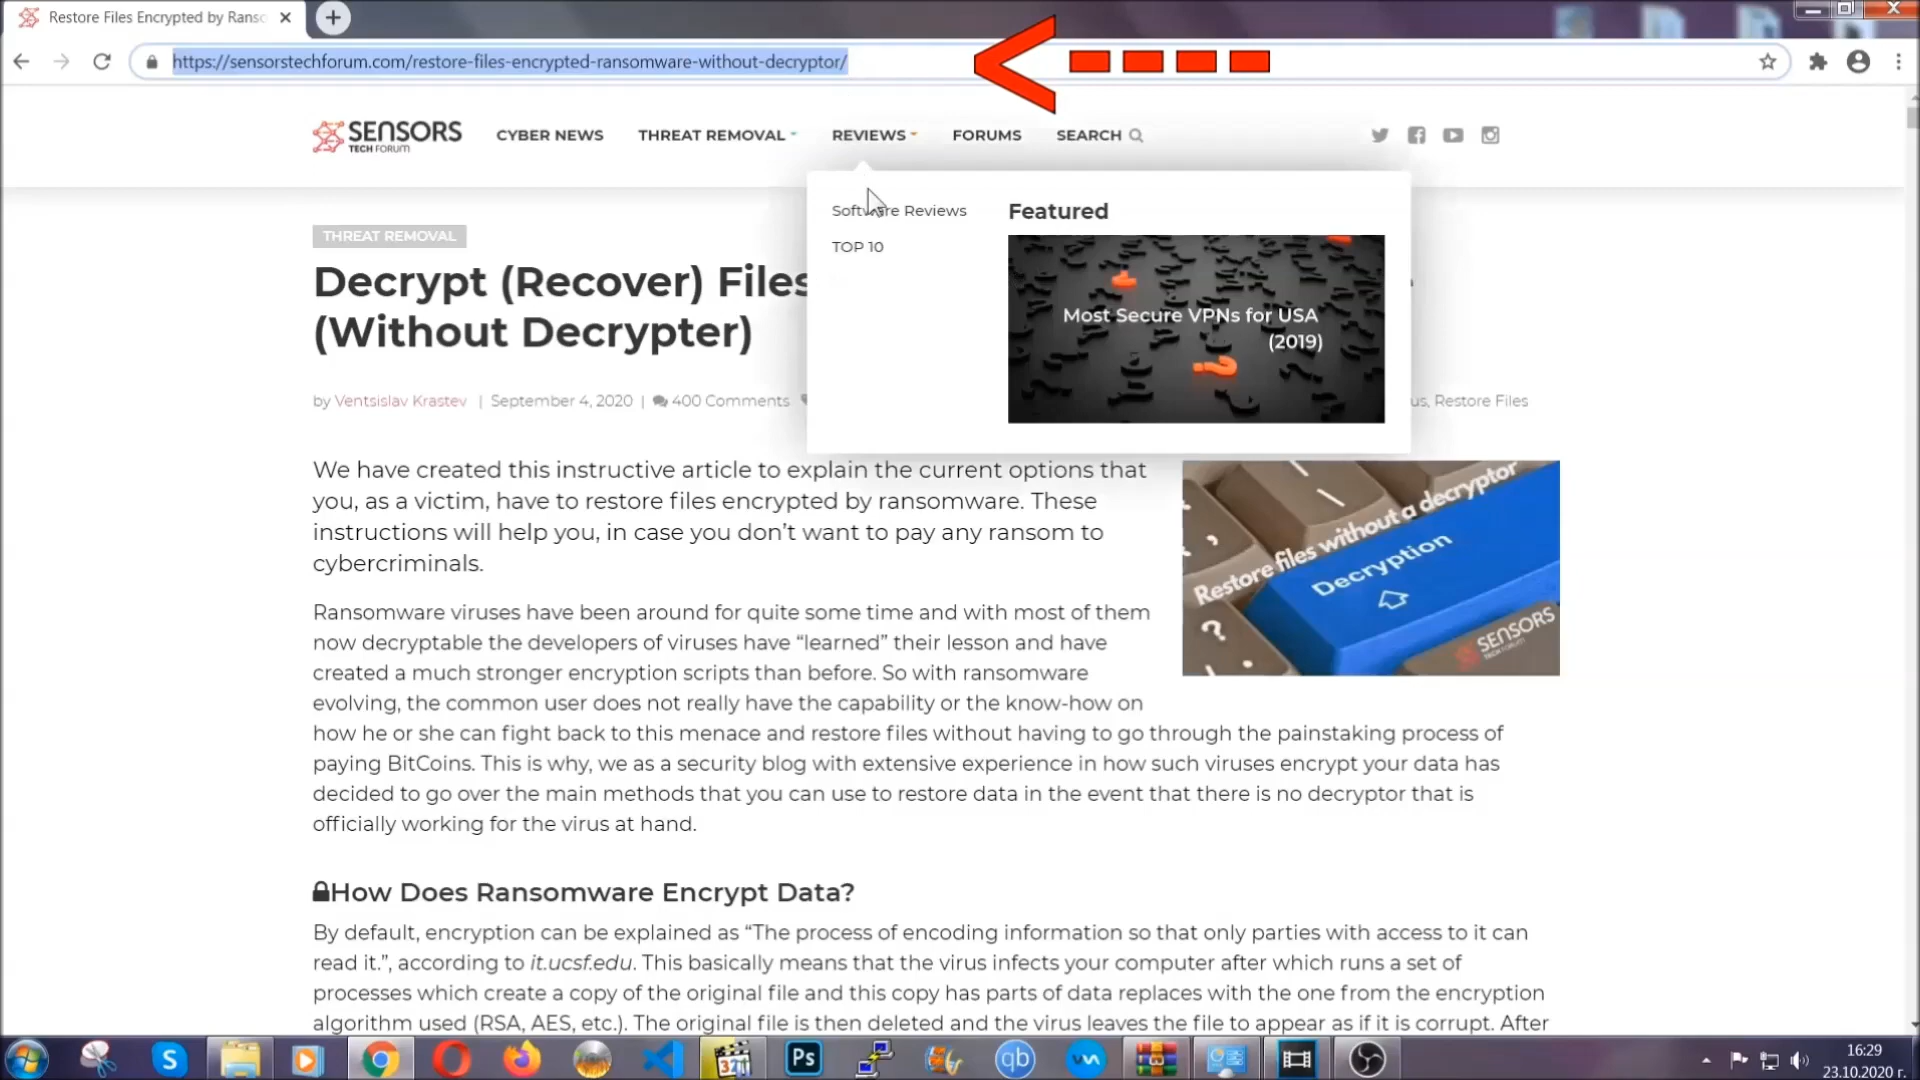 Restore Files Encrypted by Ranso
https://sensorstechforum.com/restore-files-encrypted-ransomware-without-decryptor/
SENSORS
TECH FORUM
CYBER NEWS
THREAT REMOVAL
REVIEWS
FORUMS
SEARCH
Software Reviews
TOP 10
Featured
Most Secure VPNs for USA
(2019)
THREAT REMOVAL
Decrypt (Recover) Files
(Without Decrypter)
by Ventsislav Krastev | September 4, 2020 | 400 Comments
us, Restore Files
We have created this instructive article to explain the current options that
you, as a victim, have to restore files encrypted by ransomware. These
instructions will help you, in case you don’t want to pay any ransom to
cybercriminals.
Restore files without a decryptor
Decryption
SENSORS
TECH FORUM
Ransomware viruses have been around for quite some time and with most of them
now decryptable the developers of viruses have “learned” their lesson and have
created a much stronger encryption scripts than before. So with ransomware
evolving, the common user does not really have the capability or the know-how on
how he or she can fight back to this menace and restore files without having to go through the painstaking process of
paying BitCoins. This is why, we as a security blog with extensive experience in how such viruses encrypt your data has
decided to go over the main methods that you can use to restore data in the event that there is no decryptor that is
officially working for the virus at hand.
How Does Ransomware Encrypt Data?
By default, encryption can be explained as “The process of encoding information so that only parties with access to it can
read it.”, according to it.ucsf.edu. This basically means that the virus infects your computer after which runs a set of
processes which create a copy of the original file and this copy has parts of data replaces with the one from the encryption
algorithm used (RSA, AES, etc.). The original file is then deleted and the virus leaves the file to appear as if it is corrupt. After
S
321
Ps
qb
16:29
23.10.2020 г.